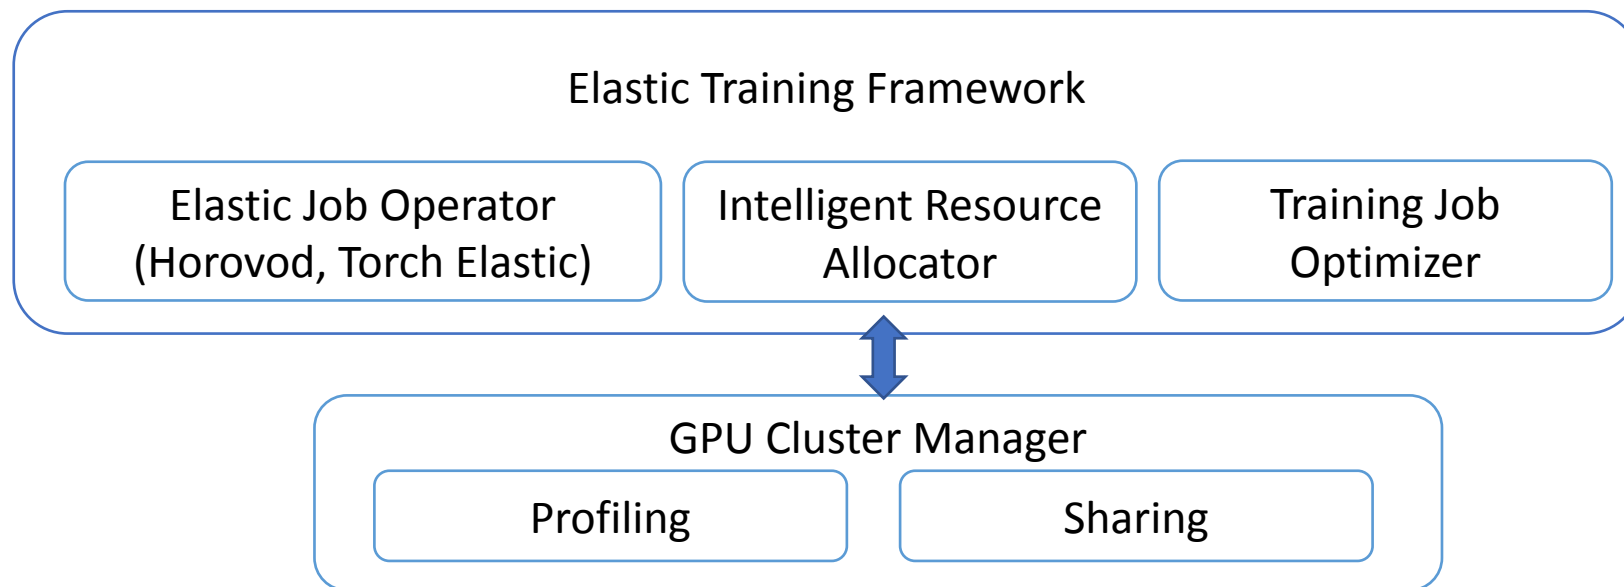 Elastic Training Framework
Elastic Job Operator
(Horovod, Torch Elastic)
Intelligent Resource
Allocator
Training Job
Optimizer
GPU Cluster Manager
Profiling
Sharing